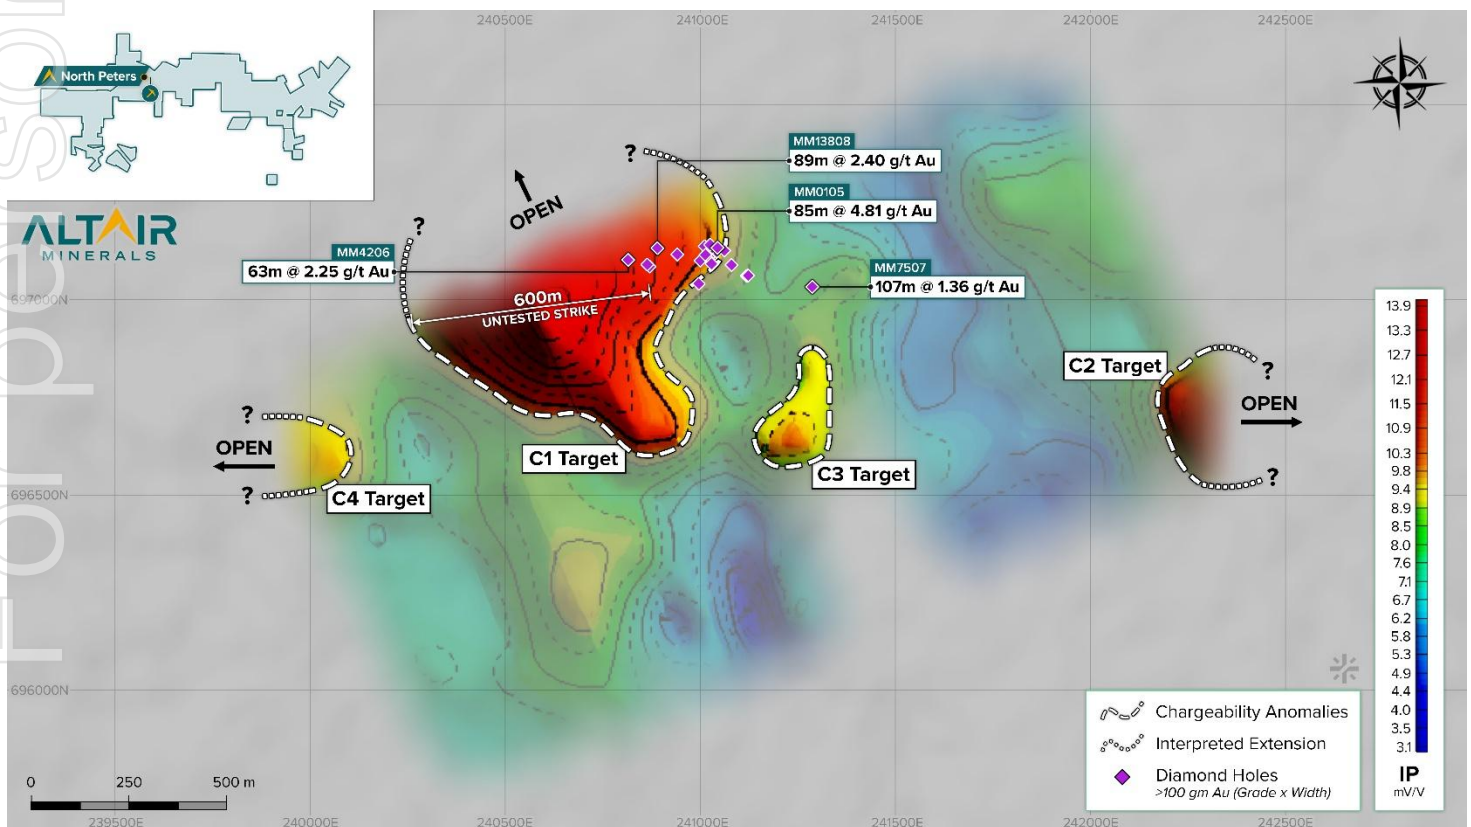 For person
240500E
241000E
241500E
242000E
242500E
North Peters
ALTAIR
MINERALS
?
OPEN
?
MM13808
89m @ 2.40 g/t Au
MM0105
85m @ 4.81 g/t Au
MM4206
63m @ 2.25 g/t Au
MM7507
107m @ 1.36 g/t Au
697000N
600m
UNTESTED STRIKE
C2 Target
?
OPEN
?
?
OPEN
?
C4 Target
C1 Target
C3 Target
696500N
696000N
13.9
13.3
12.7
12.1
11.5
10.9
10.3
9.8
9.4
8.9
8.5
8.0
7.6
7.1
6.7
6.2
5.8
5.3
4.9
4.4
4.0
3.5
3.1
IP
mV/V
Chargeability Anomalies
Interpreted Extension
Diamond Holes
>100 gm Au (Grade x Width)
0 250 500 m
239500E
240000E
240500E
241000E
241500E
242000E
242500E